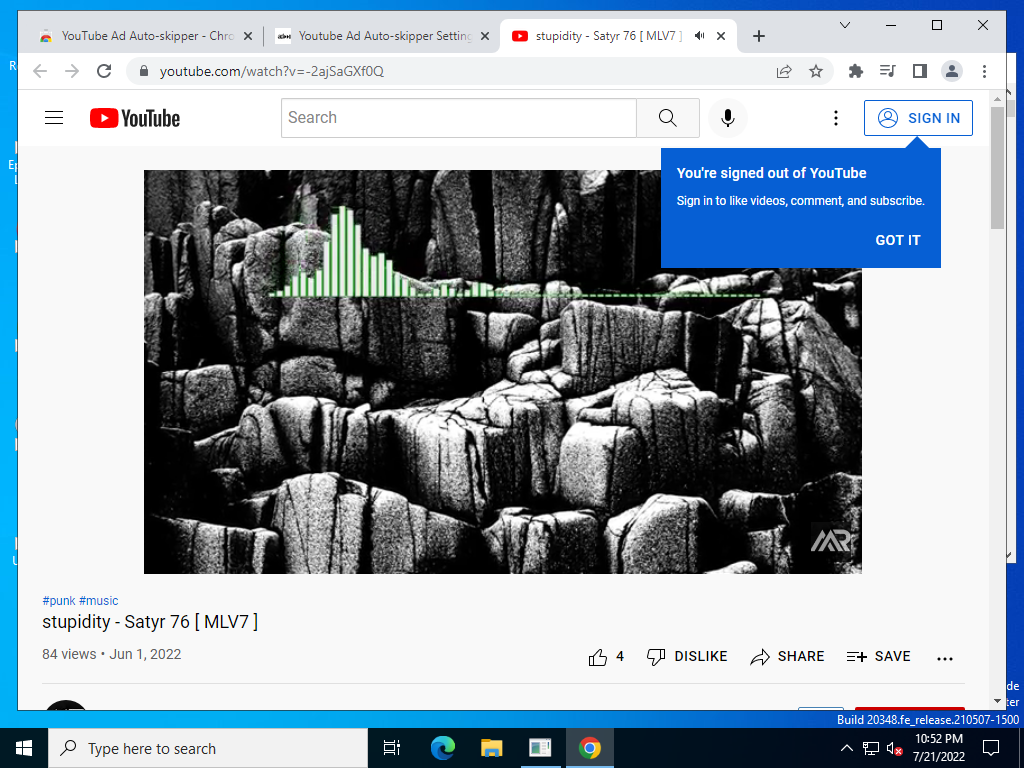 YouTube Ad Auto-skipper - Chro
Youtube Ad Auto-skipper Setting
stupidity - Satyr 76 [ MLV7 ]
youtube.com/watch?v=-2ajSaGXf0Q
YouTube
Search
SIGN IN
You're signed out of YouTube
Sign in to like videos, comment, and subscribe.
GOT IT
MR
#punk #music
stupidity - Satyr 76 [ MLV7 ]
84 views • Jun 1, 2022
4
DISLIKE
SHARE
SAVE
Build 20348.fe_release.210507-1500
Type here to search
10:52 PM
7/21/2022